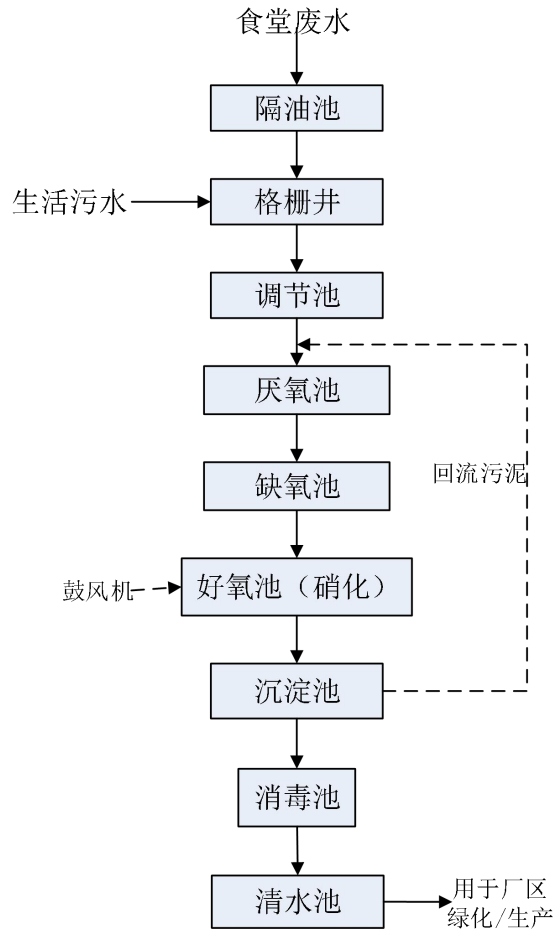 食堂废水
隔油池
生活污水
格栅井
调节池
厌氧池
缺氧池
回流污泥
鼓风机
好氧池（硝化）
沉淀池
消毒池
清水池
用于厂区
绿化/生产